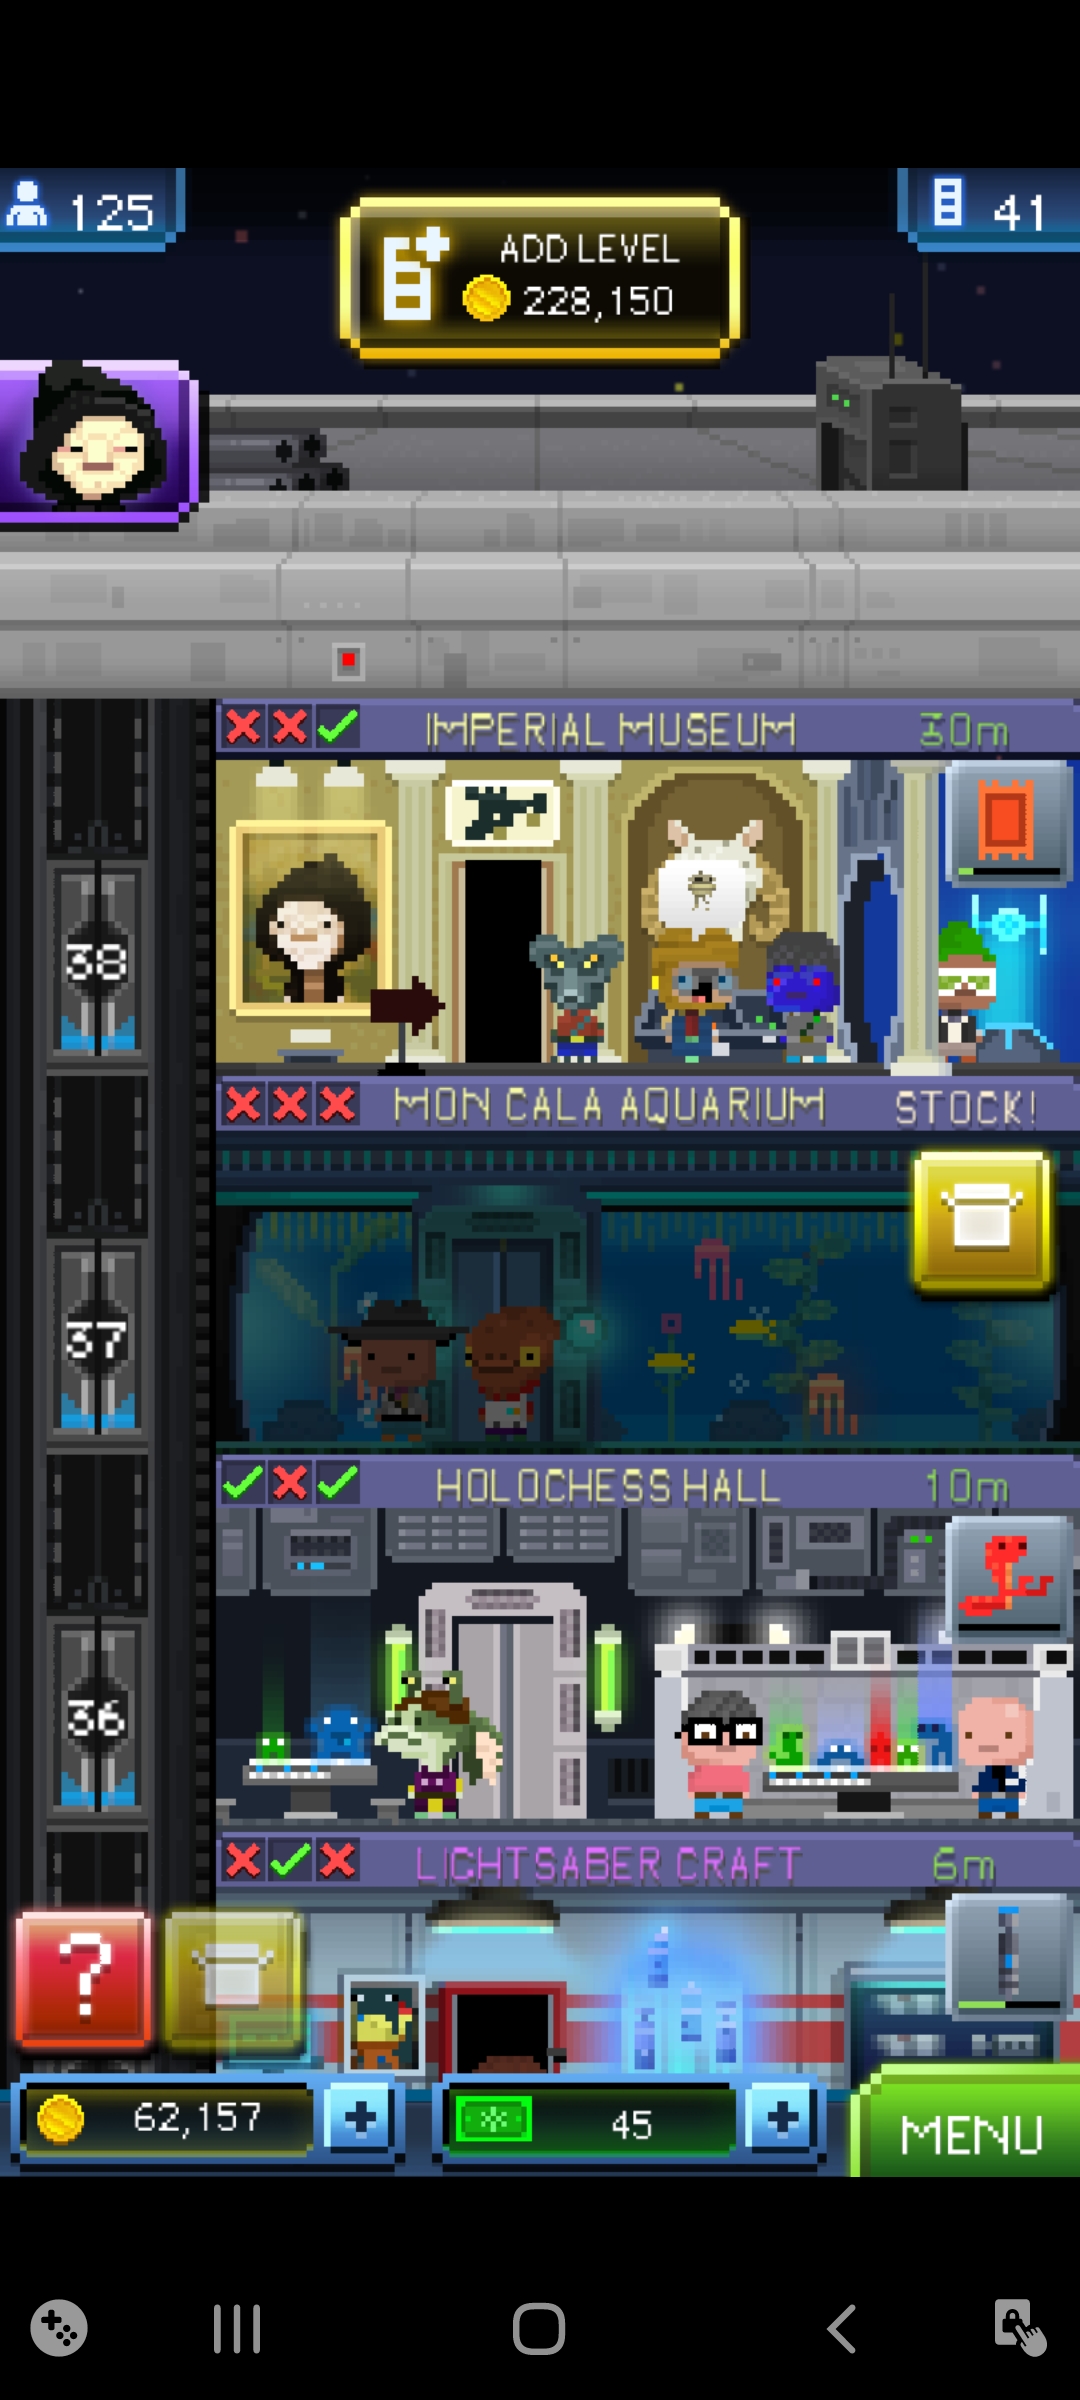 125
ADD LEVEL
228,150
41
IMPERIAL MUSEUM 30m
38
MON CALA AQUARIUM STOCK!
37
HOLOCHESS HALL 10m
36
LIGHTSABER CRAFT 6m
?
62,157 +
45 +
MENU